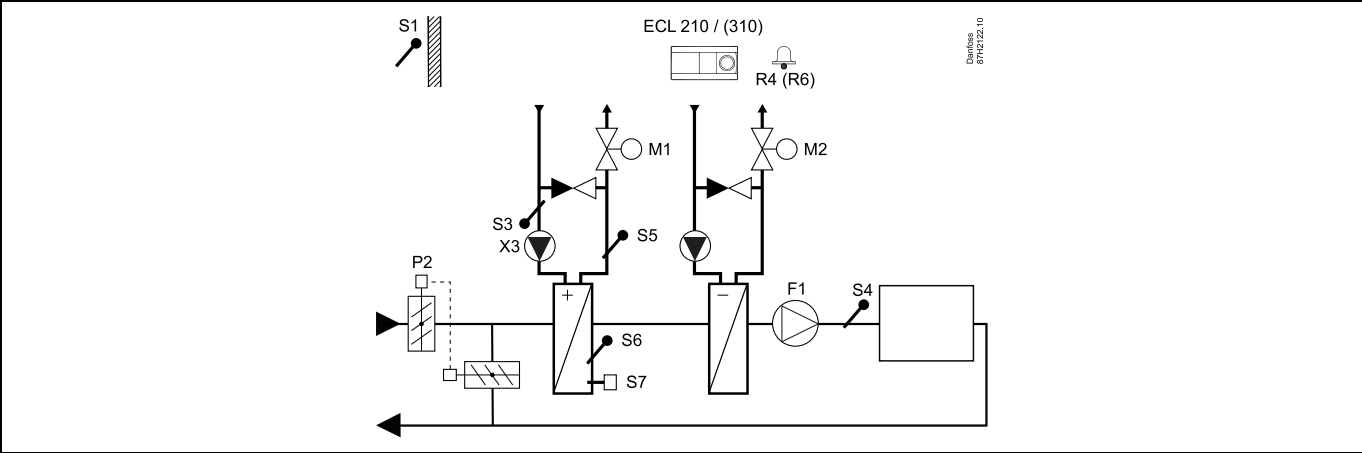 S1
ECL 210 / (310)
Danfoss
87H2122.10
R4 (R6)
M1
M2
S3
S5
X3
P2
+
−
F1
S4
S6
S7